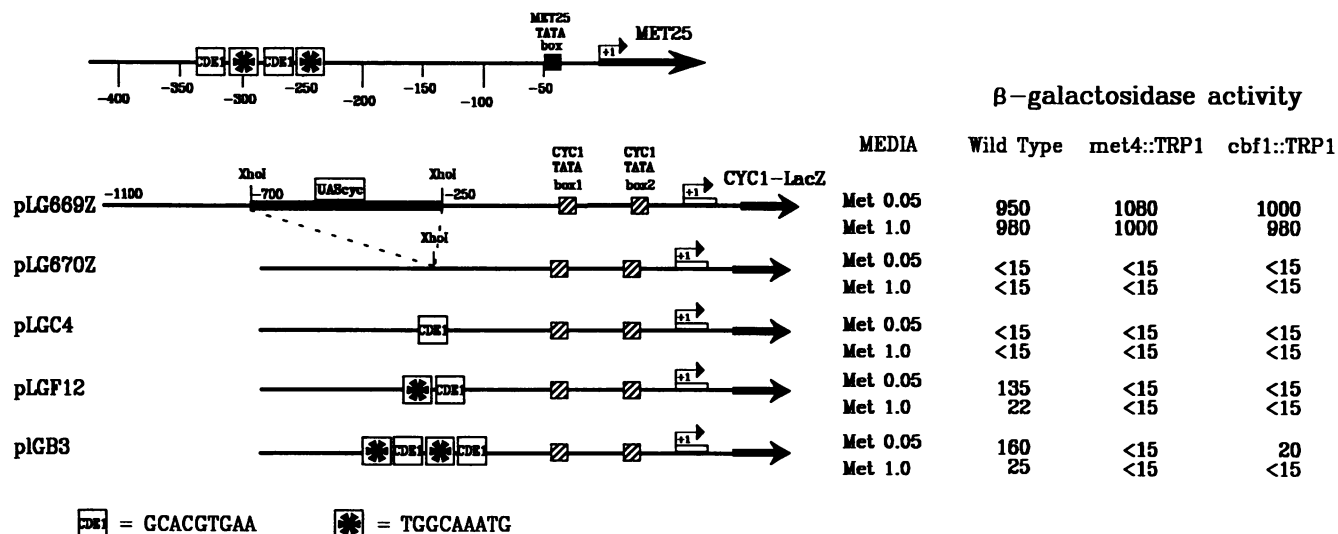 MET25
TATA
box
+1
MET25
CDE1
CDE1
-400
-350
-300
-250
-200
-150
-100
-50
β-galactosidase activity
MEDIA
Wild Type
met4::TRP1
cbf1::TRP1
pLG669Z
-1100
XhoI
-700
UAScyc
XhoI
-250
CYC1
TATA
box1
CYC1
TATA
box2
+1
CYC1-LacZ
Met 0.05 950 1080 1000
Met 1.0 980 1000 980
XhoI
pLG670Z
+1
Met 0.05 <15 <15 <15
Met 1.0 <15 <15 <15
pLGC4
CDE1
+1
Met 0.05 <15 <15 <15
Met 1.0 <15 <15 <15
pLGF12
CDE1
+1
Met 0.05 135 <15 <15
Met 1.0 22 <15 <15
plGB3
CDE1
CDE1
+1
Met 0.05 160 <15 20
Met 1.0 25 <15 <15
CDE1 = GCACGTGAA
= TGGCAAATG